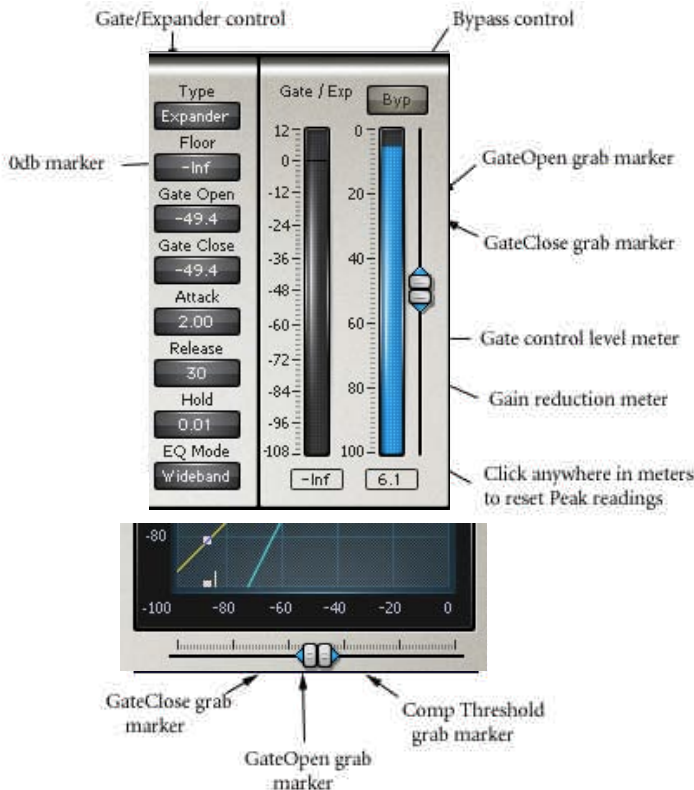 Gate/Expander control
Bypass control
Type
Expander
Floor
-Inf
Gate Open
-49.4
Gate Close
-49.4
Attack
2.00
Release
30
Hold
0.01
EQ Mode
Wideband
Gate / Exp
Byp
12
0
-12
-24
-36
-48
-60
-72
-84
-96
-108
0
20
40
60
80
100
-Inf
6.1
0db marker
GateOpen grab marker
GateClose grab marker
Gate control level meter
Gain reduction meter
Click anywhere in meters
to reset Peak readings
-80
-100 -80 -60 -40 -20 0
GateClose grab
marker
GateOpen grab
marker
Comp Threshold
grab marker